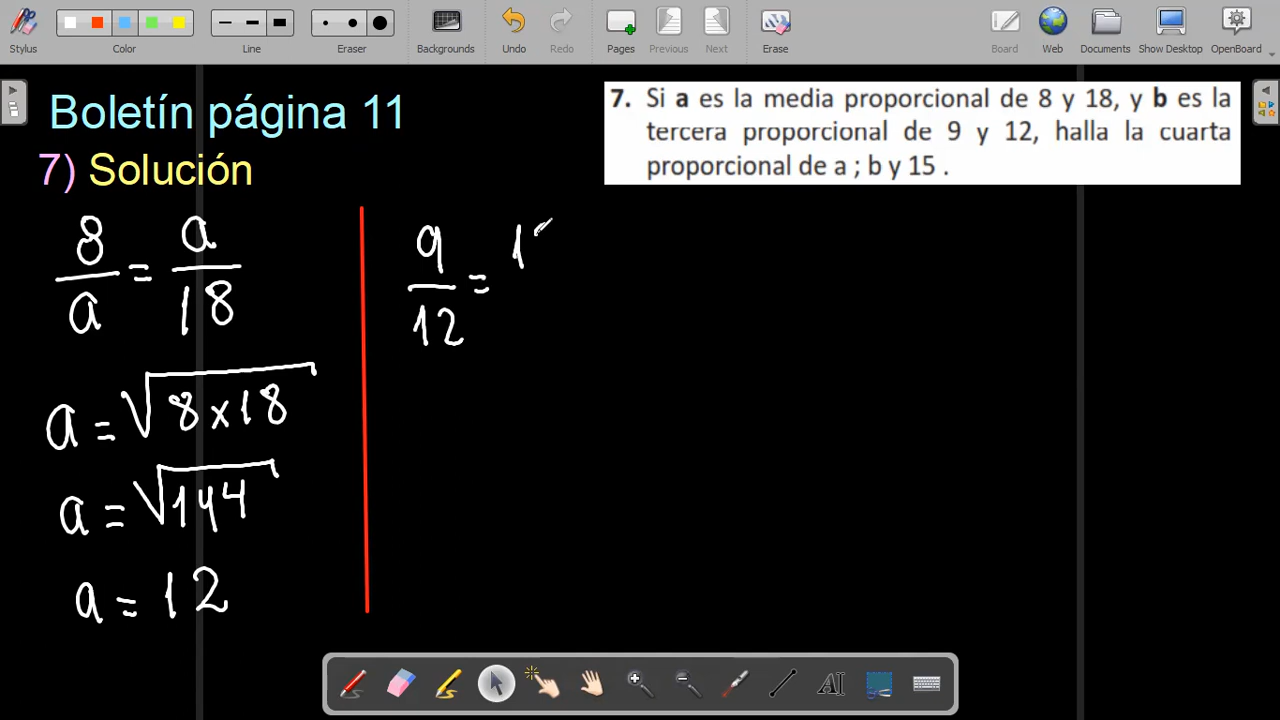 Stylus
Color
Line
Eraser
Backgrounds
Undo
Redo
Pages
Previous
Next
Erase
Board
Web
Documents
Show Desktop
OpenBoard
Boletín página 11
7) Solución
7. Si a es la media proporcional de 8 y 18, y b es la
tercera proporcional de 9 y 12, halla la cuarta
proporcional de a ; b y 15 .
8/a = a/18
a = √8x18
a = √144
a = 12
9/12 = 1
AI